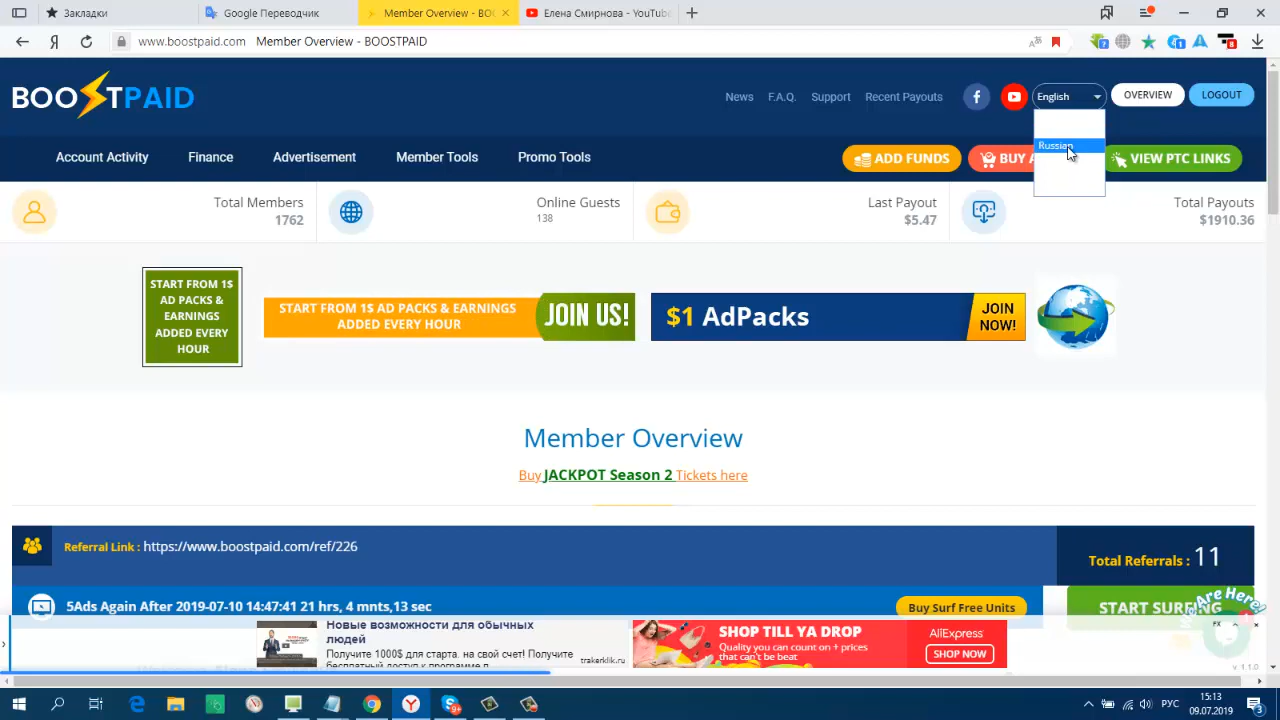 Закладки
Google Переводчик
Member Overview - BO
Елена Смирнова - YouTube
Я
www.boostpaid.com Member Overview - BOOSTPAID
BOOSTPAID
News
F.A.Q.
Support
Recent Payouts
English
OVERVIEW
LOGOUT
Russian
Account Activity
Finance
Advertisement
Member Tools
Promo Tools
ADD FUNDS
BUY A
VIEW PTC LINKS
Total Members
1762
Online Guests
138
Last Payout
$5.47
Total Payouts
$1910.36
START FROM 1$
AD PACKS &
EARNINGS
ADDED EVERY
HOUR
START FROM 1$ AD PACKS & EARNINGS
ADDED EVERY HOUR
JOIN US!
$1 AdPacks
JOIN
NOW!
Member Overview
Buy JACKPOT Season 2 Tickets here
Referral Link : https://www.boostpaid.com/ref/226
Total Referrals : 11
5Ads Again After 2019-07-10 14:47:41 21 hrs, 4 mnts,13 sec
Buy Surf Free Units
START SURFING
Are Here!
Новые возможности для обычных
людей
Получите 1000$ для старта. на свой счет! Получите
бесплатный доступ к программе
trakerklik.ru
SHOP TILL YA DROP
Quality you can count on + prices
that can't be beat
AliExpress
SHOP NOW
v 1.1.0
РУС
15:13
09.07.2019